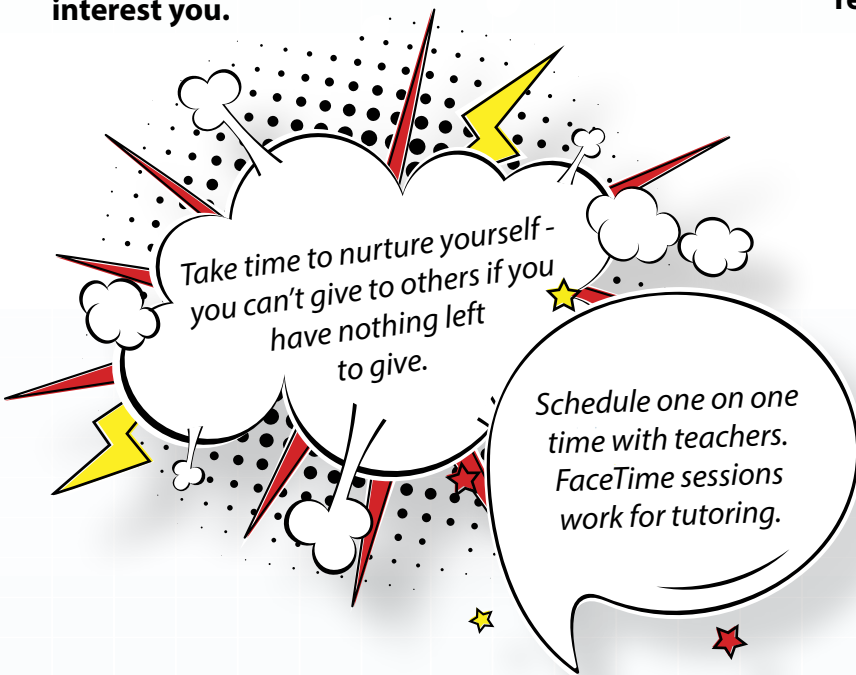 interest you.
Take time to nurture yourself -
you can't give to others if you
have nothing left
to give.
Schedule one on one
time with teachers.
FaceTime sessions
work for tutoring.